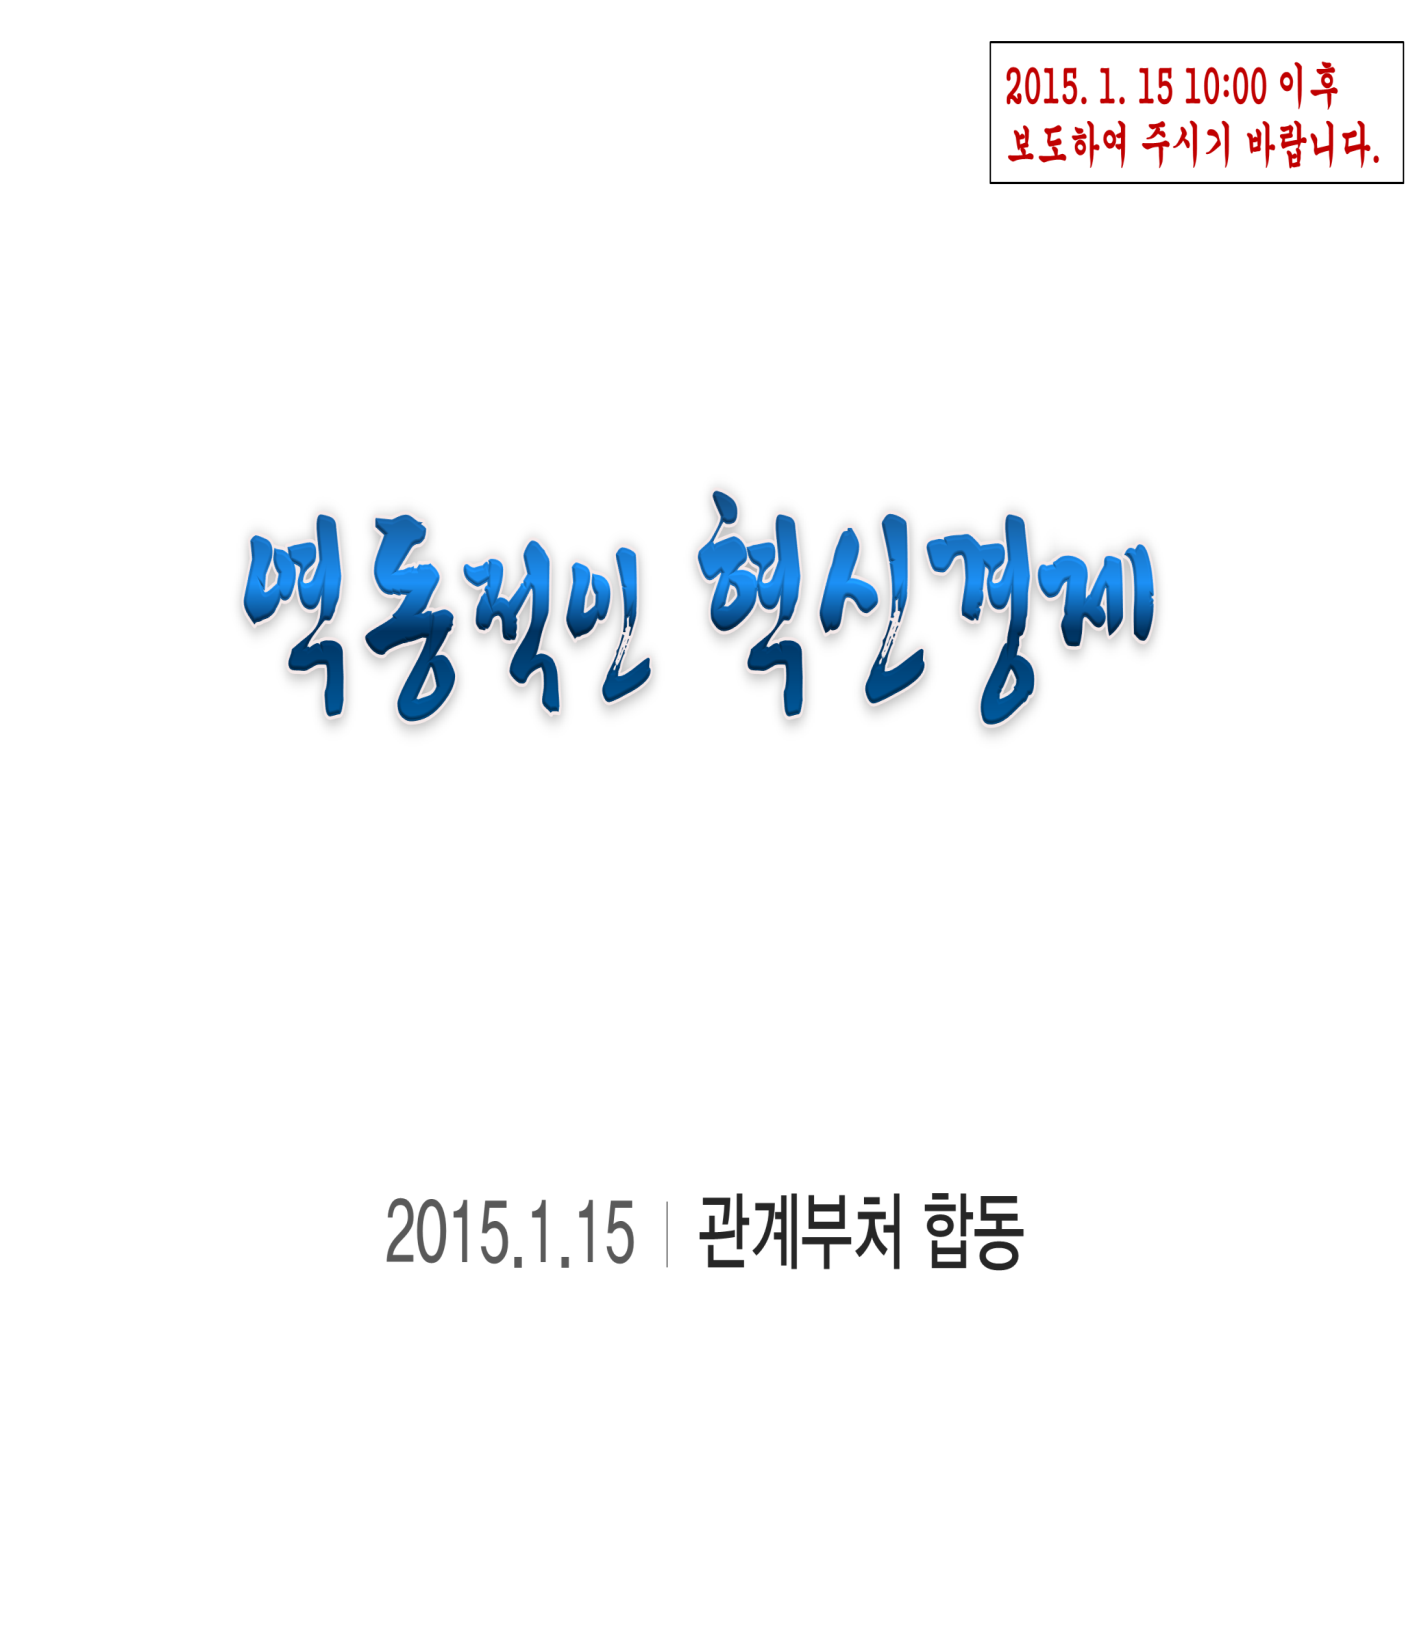 2015. 1. 15 10:00 이후
보도하여 주시기 바랍니다.
역동적인 혁신경제
2015.1.15 | 관계부처 합동